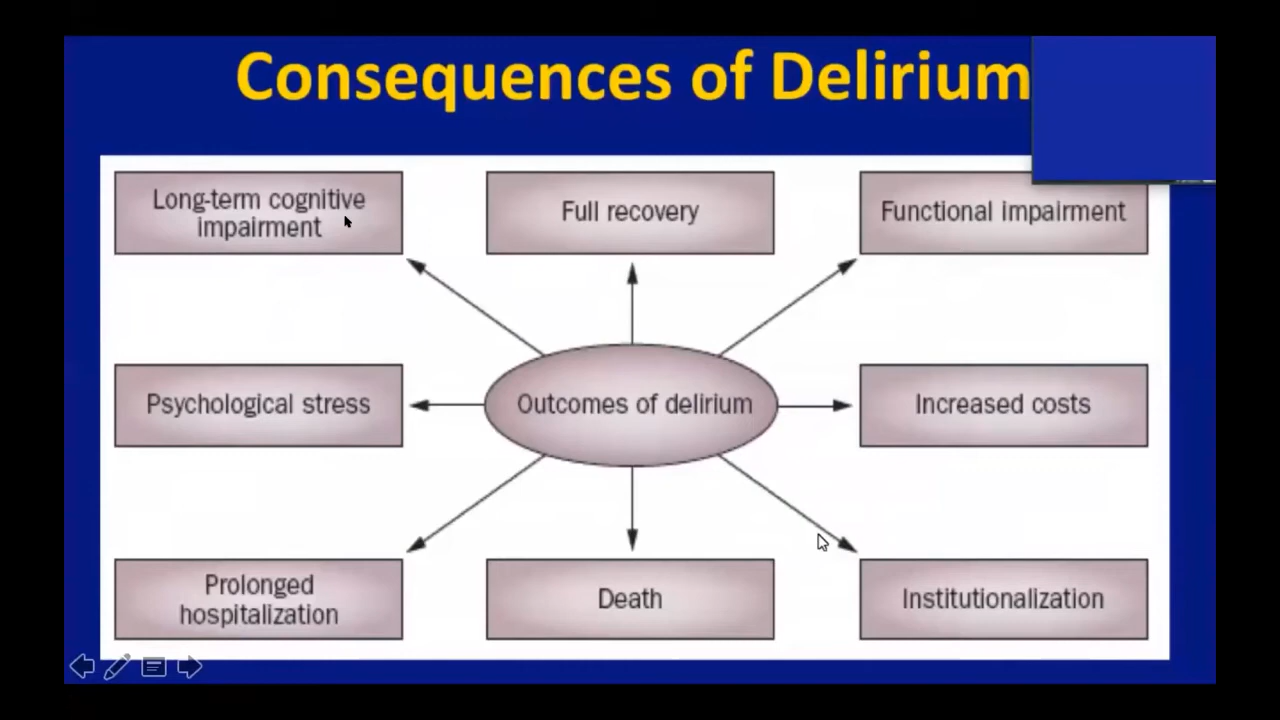 Consequences of Delirium
Long-term cognitive
impairment
Full recovery
Functional impairment
Psychological stress
Outcomes of delirium
Increased costs
Prolonged
hospitalization
Death
Institutionalization